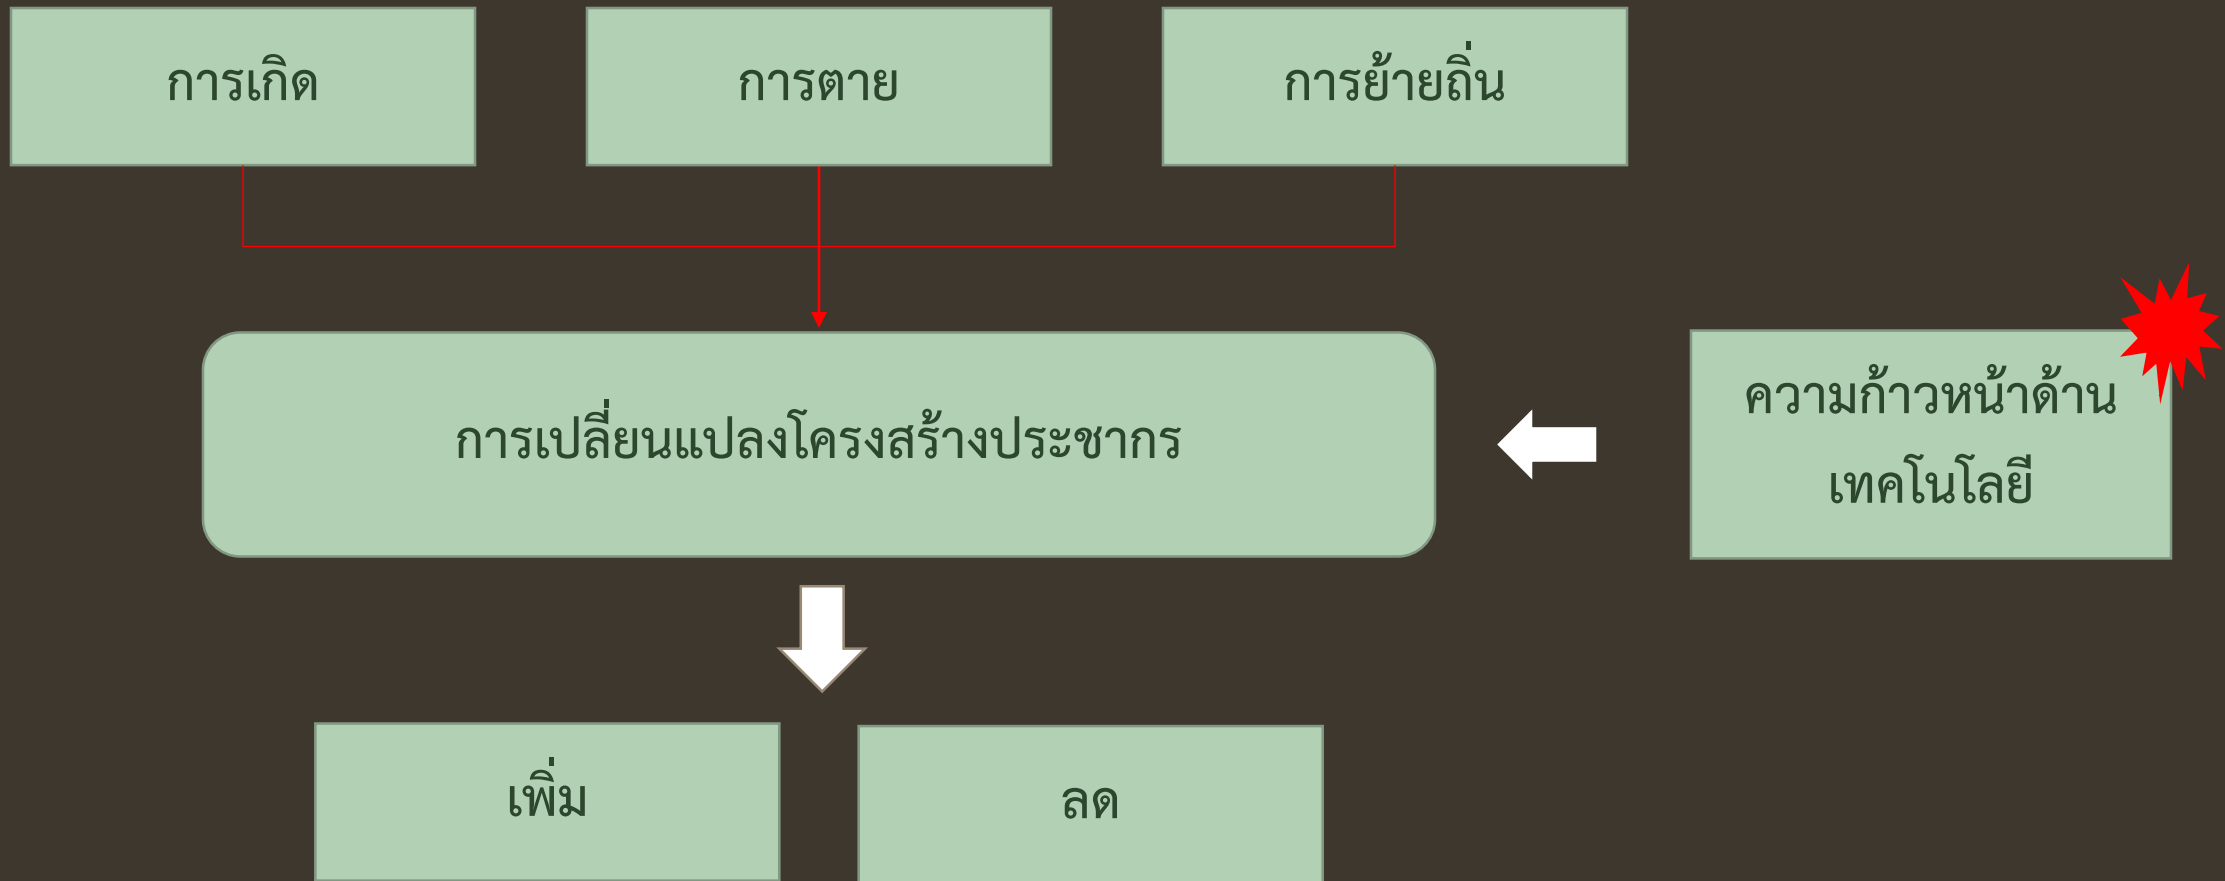 การเกิด
การตาย
การย้ายถิ่น
การเปลี่ยนแปลงโครงสร้างประชากร
ความก้าวหน้าด้าน
เทคโนโลยี
เพิ่ม
ลด